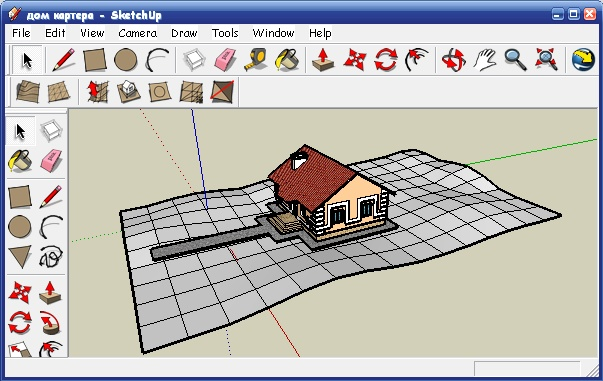 дом картера - SketchUp
File Edit View Camera Draw Tools Window Help